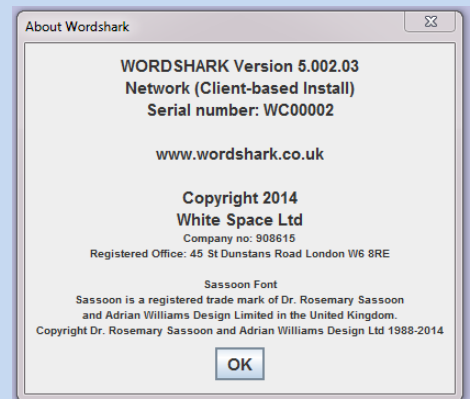 About Wordshark
WORDSHARK Version 5.002.03
Network (Client-based Install)
Serial number: WC00002
www.wordshark.co.uk
Copyright 2014
White Space Ltd
Company no: 908615
Registered Office: 45 St Dunstans Road London W6 8RE
Sassoon Font
Sassoon is a registered trade mark of Dr. Rosemary Sassoon
and Adrian Williams Design Limited in the United Kingdom.
Copyright Dr. Rosemary Sassoon and Adrian Williams Design Ltd 1988-2014
OK